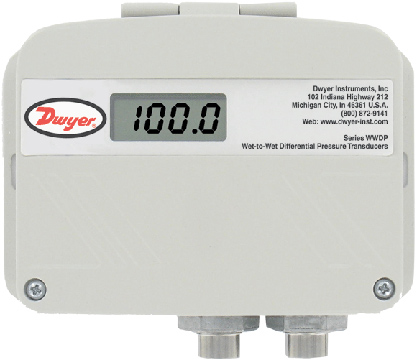 Dwyer
100.0
Dwyer Instruments, Inc
102 Indiana Highway 212
Michigan City, In 46361 U.S.A.
(800) 872-9141
Web: www.dwyer-inst.com
Series WWDP
Wet-to-Wet Differential Pressure Transducers